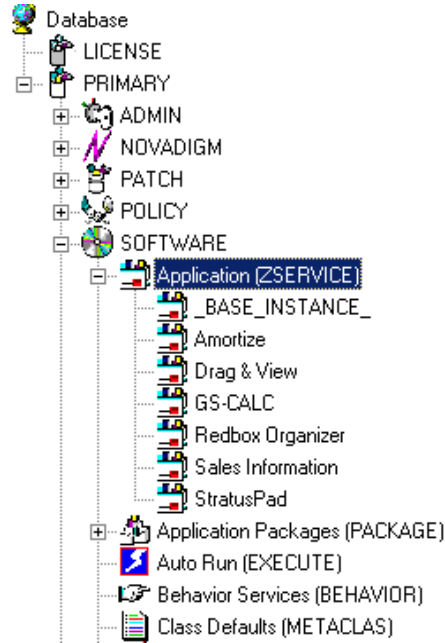 Database
LICENSE
PRIMARY
ADMIN
NOVADIGM
PATCH
POLICY
SOFTWARE
Application (ZSERVICE)
_BASE_INSTANCE_
Amortize
Drag & View
GS-CALC
Redbox Organizer
Sales Information
StratusPad
Application Packages (PACKAGE)
Auto Run (EXECUTE)
Behavior Services (BEHAVIOR)
Class Defaults (METACLAS)